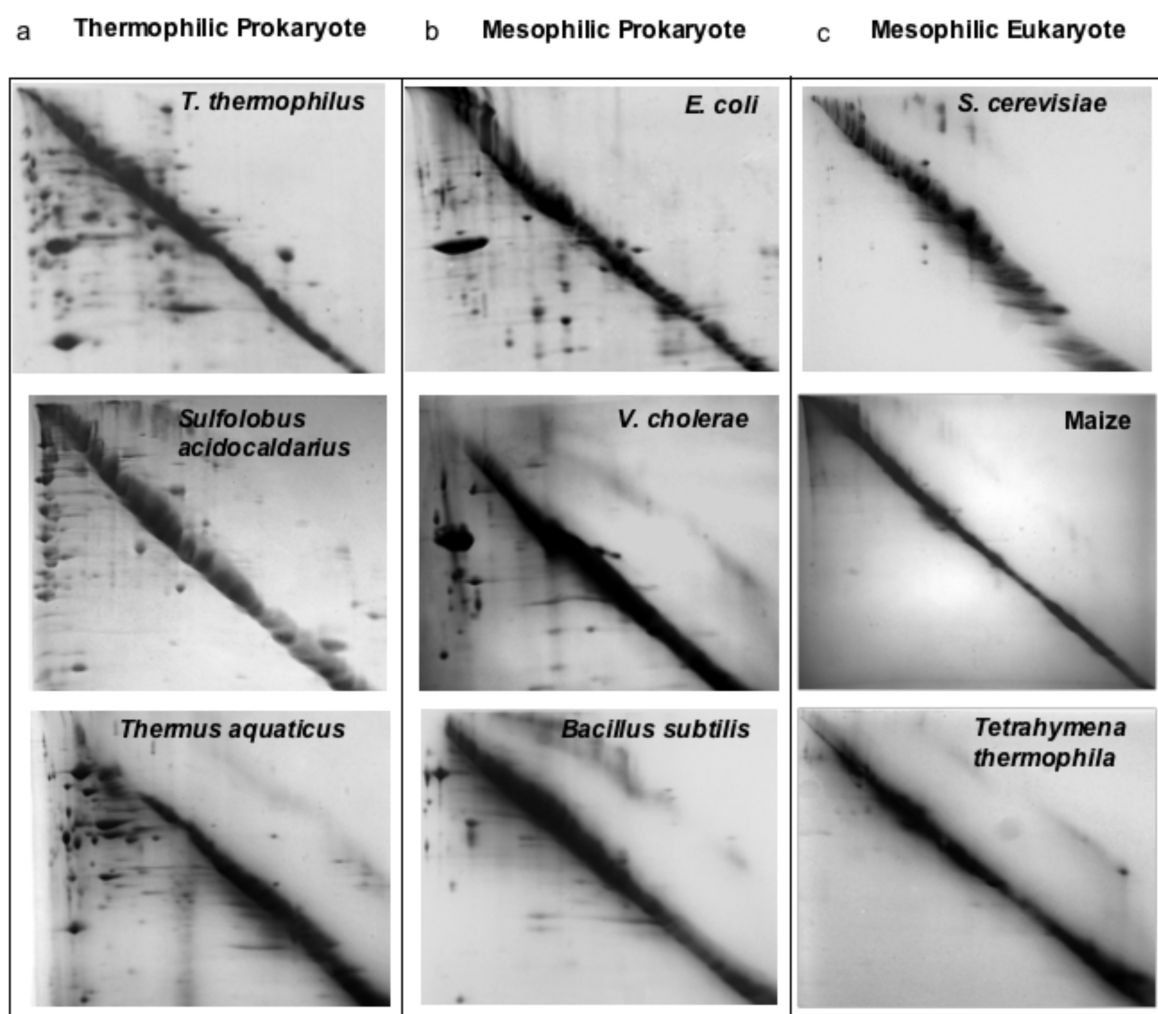 a Thermophilic Prokaryote b Mesophilic Prokaryote c Mesophilic Eukaryote
T. thermophilus
E. coli
S. cerevisiae
Sulfolobus
acidocaldarius
V. cholerae
Maize
Thermus aquaticus
Bacillus subtilis
Tetrahymena
thermophila